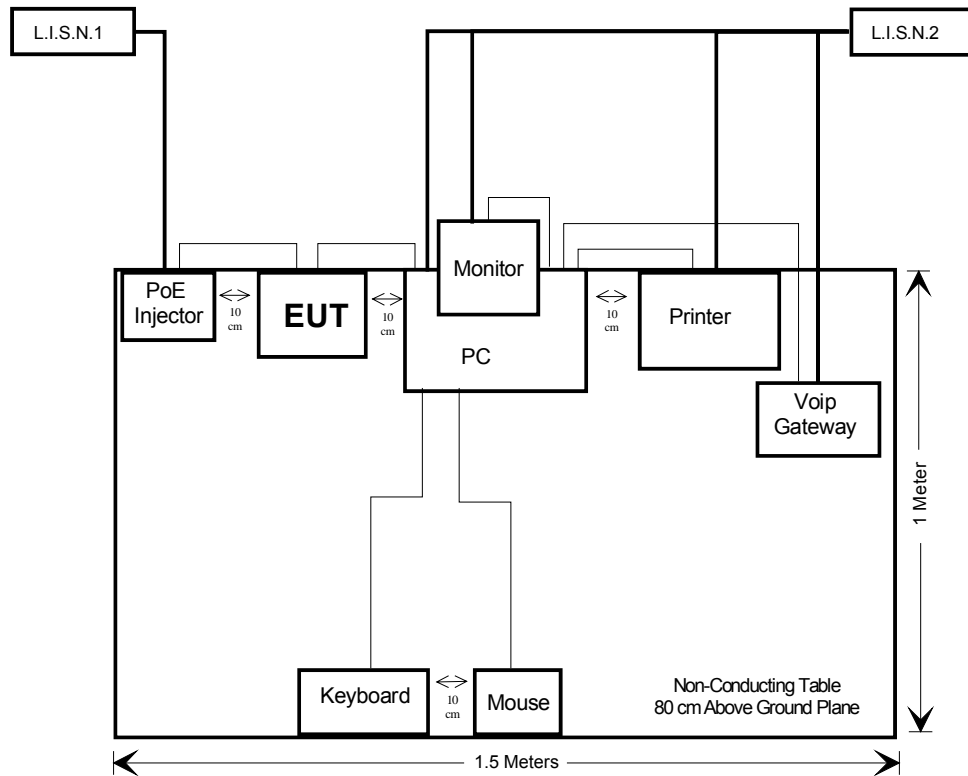 L.I.S.N.1
L.I.S.N.2
Monitor
PoE
Injector
10
cm
EUT
10
cm
PC
10
cm
Printer
Voip
Gateway
1 Meter
Keyboard
10
cm
Mouse
Non-Conducting Table
80 cm Above Ground Plane
1.5 Meters